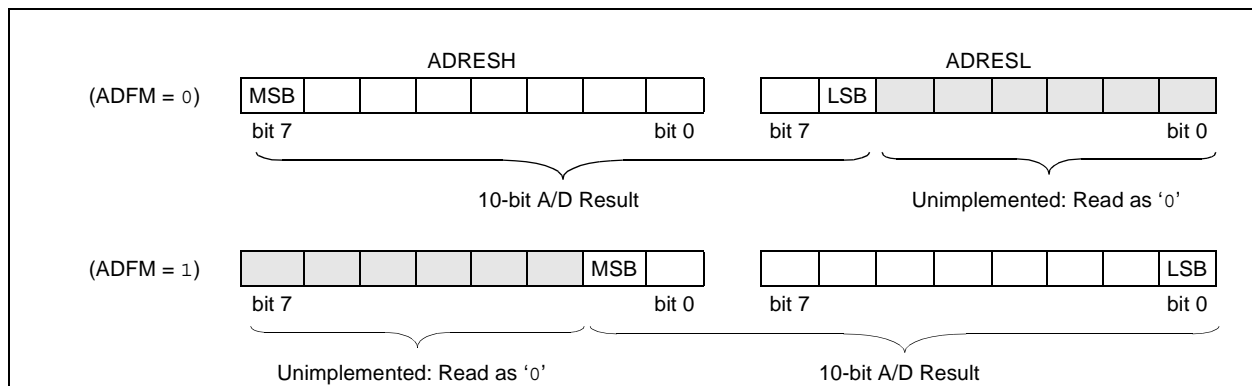 ADRESH ADRESL
(ADFM = 0) MSB LSB
bit 7 bit 0 bit 7 bit 0
10-bit A/D Result Unimplemented: Read as ‘0’
(ADFM = 1) MSB LSB
bit 7 bit 0 bit 7 bit 0
Unimplemented: Read as ‘0’ 10-bit A/D Result